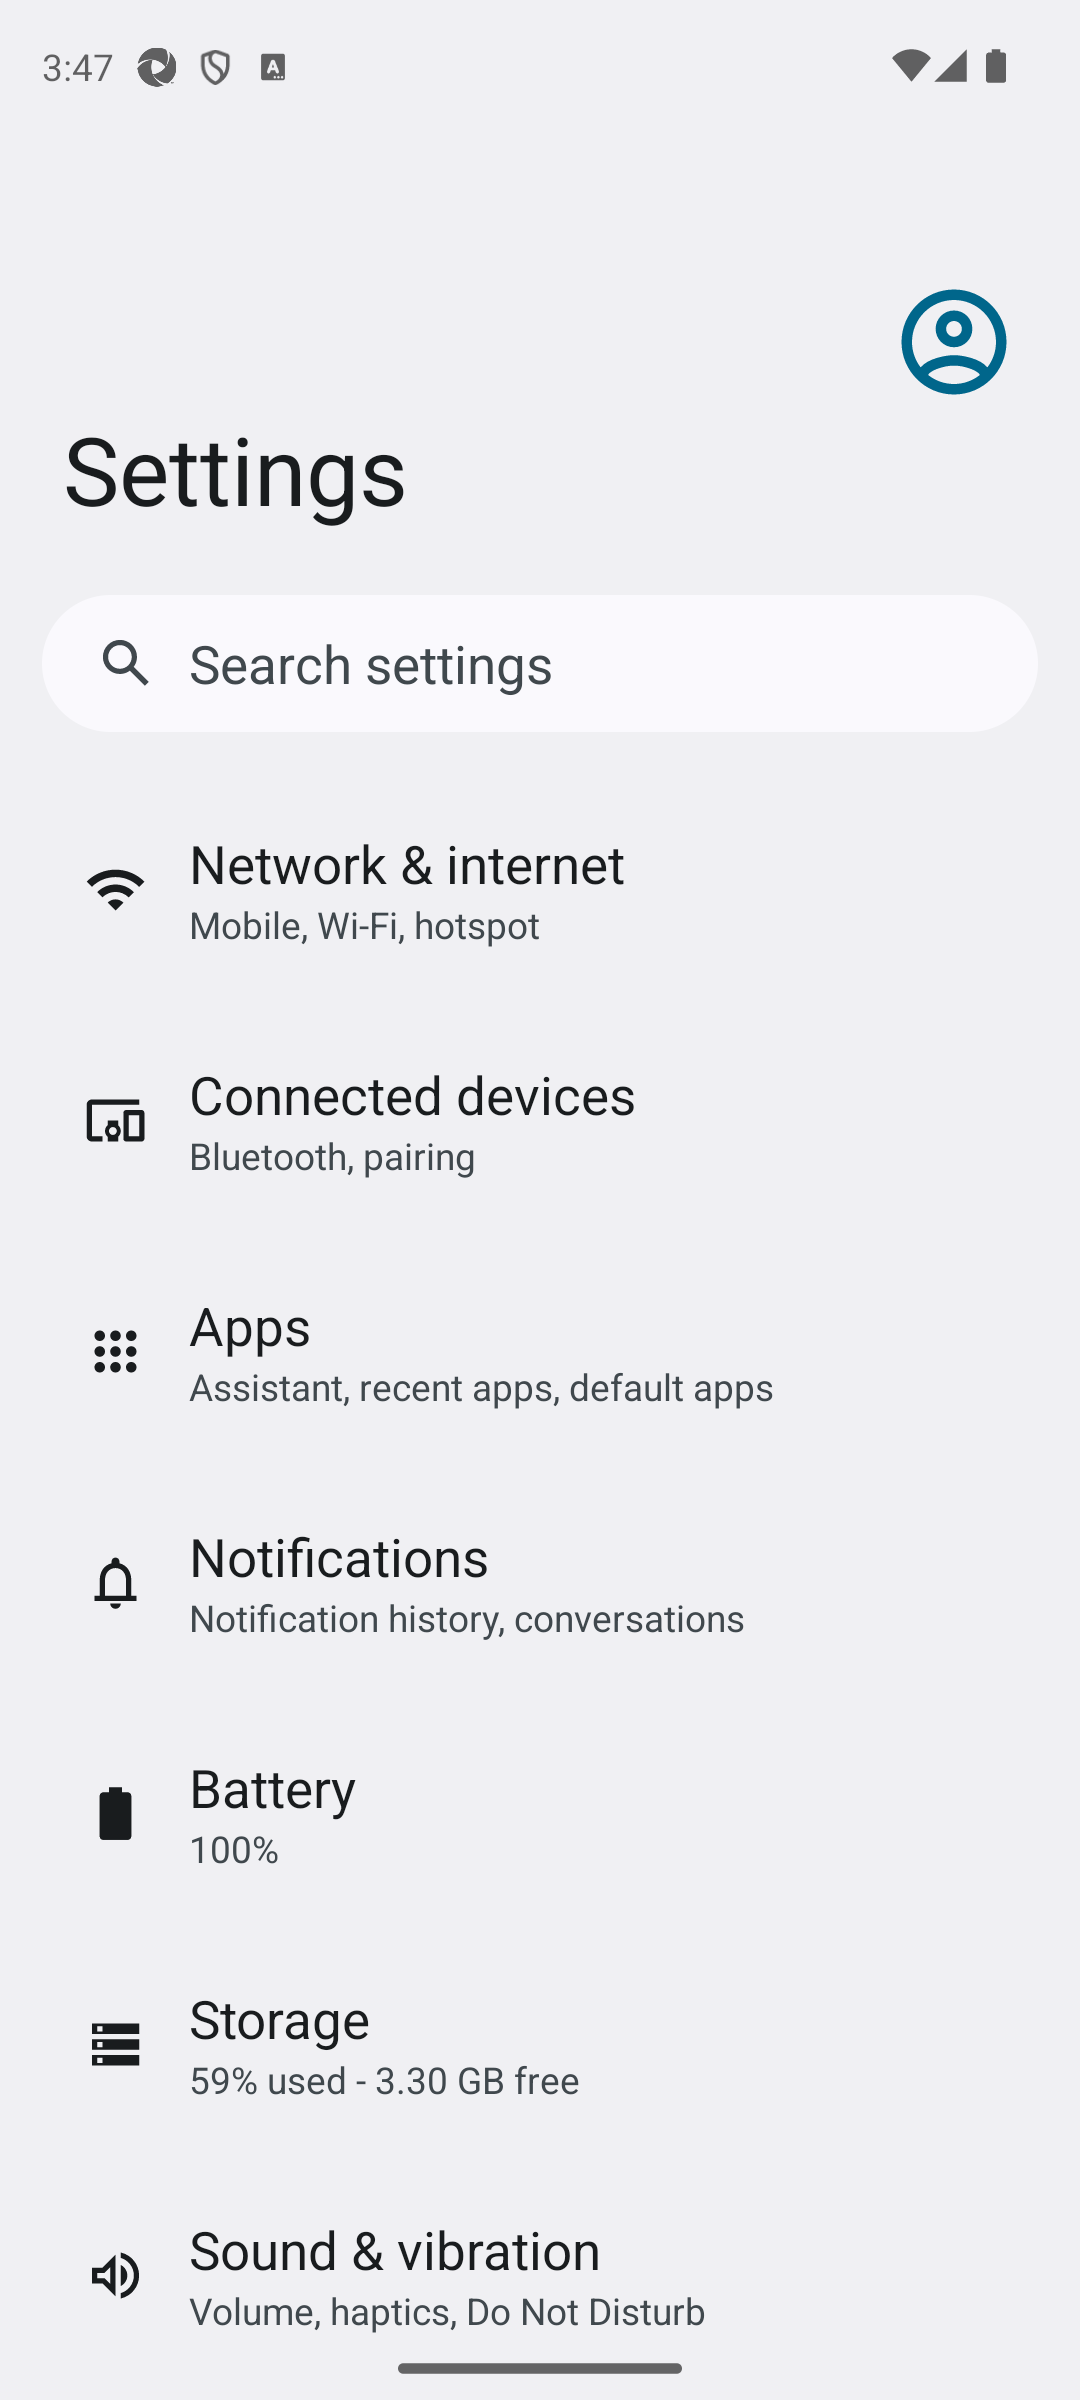 3:47
Settings
Search settings
Network & internet
Mobile, Wi-Fi, hotspot
Connected devices
Bluetooth, pairing
Apps
Assistant, recent apps, default apps
Notifications
Notification history, conversations
Battery
100%
Storage
59% used - 3.30 GB free
Sound & vibration
Volume, haptics, Do Not Disturb